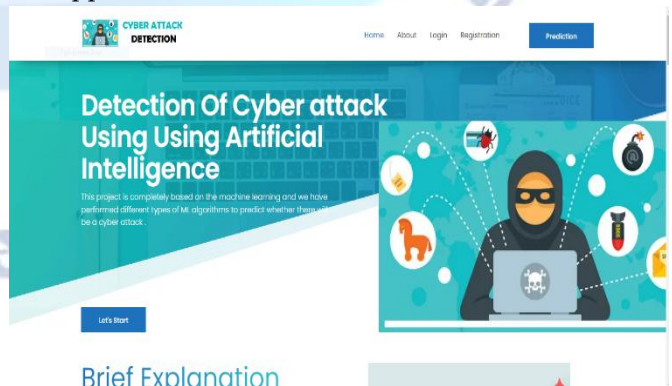 CYBER ATTACK
DETECTION
Home About Login Registration Prediction
Detection Of Cyber attack
Using Using Artificial
Intelligence
This project is completely based on the machine learning and we have
performed different types of ML algorithms to predict whether there will
be a cyber attack .
Let's Start
Brief Explanation